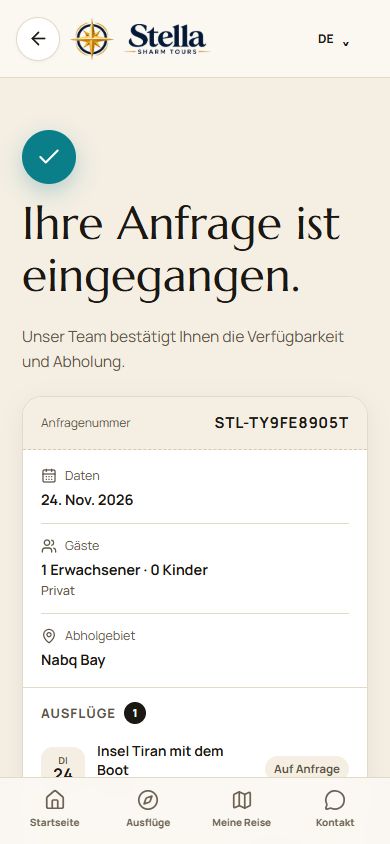 Stella
SHARM TOURS
DE
Ihre Anfrage ist
eingegangen.
Unser Team bestätigt Ihnen die Verfügbarkeit
und Abholung.
Anfragenummer STL-TY9FE8905T
Daten
24. Nov. 2026
Gäste
1 Erwachsener · 0 Kinder
Privat
Abholgebiet
Nabq Bay
AUSFLÜGE 1
DI
24
Insel Tiran mit dem
Boot
Auf Anfrage
Startseite Ausflüge Meine Reise Kontakt